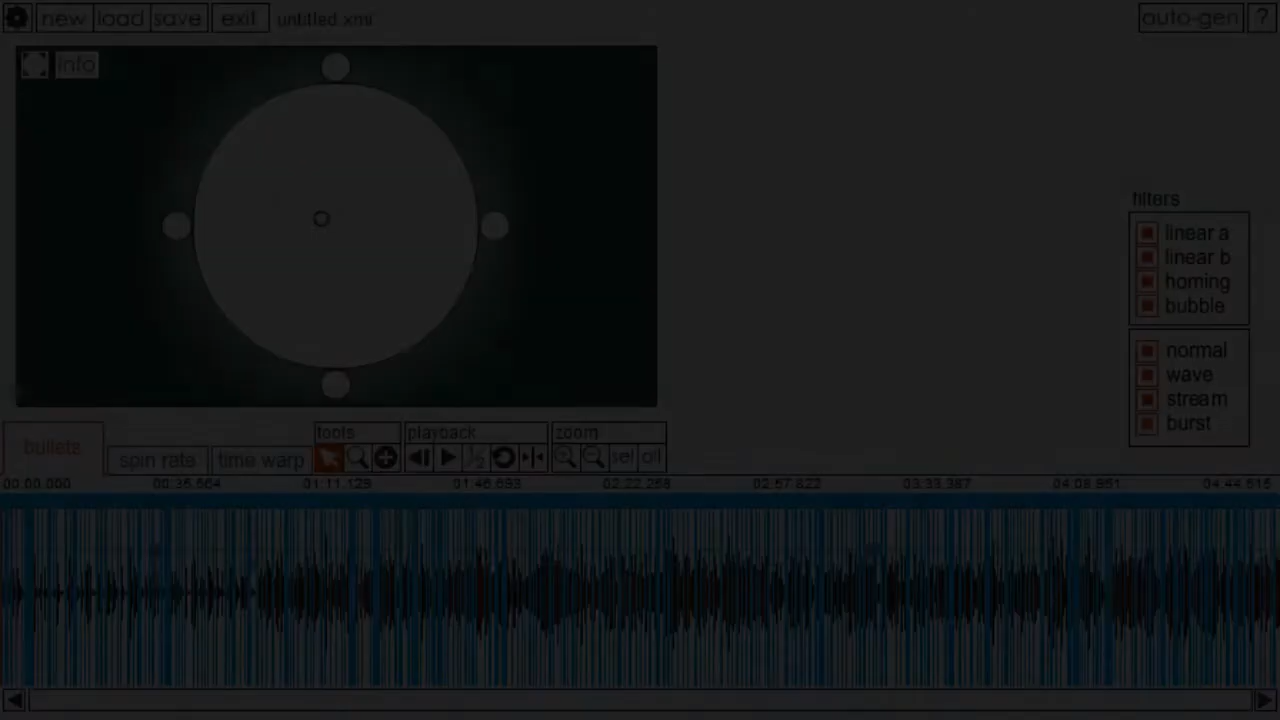 new load save exit untitled.xml auto-gen ?
info
filters
linear a
linear b
homing
bubble
normal
wave
stream
burst
tools playback zoom
bullets spin rate time warp sel all
00:00.000 00:35.564 01:11.129 01:46.693 02:22.258 02:57.822 03:33.387 04:08.951 04:44.515